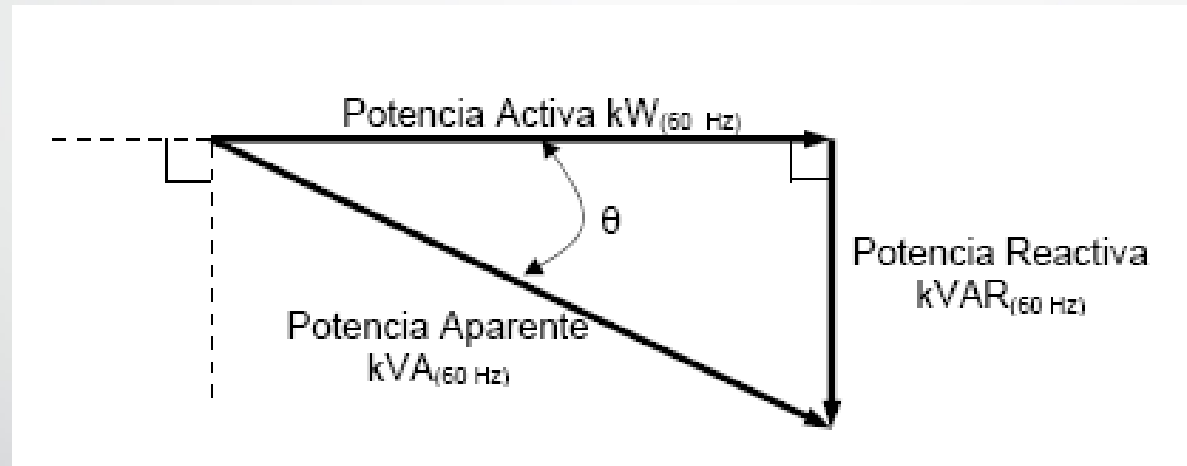 Potencia Activa kW(60 Hz)
θ
Potencia Reactiva
kVAR(60 Hz)
Potencia Aparente
kVA(60 Hz)